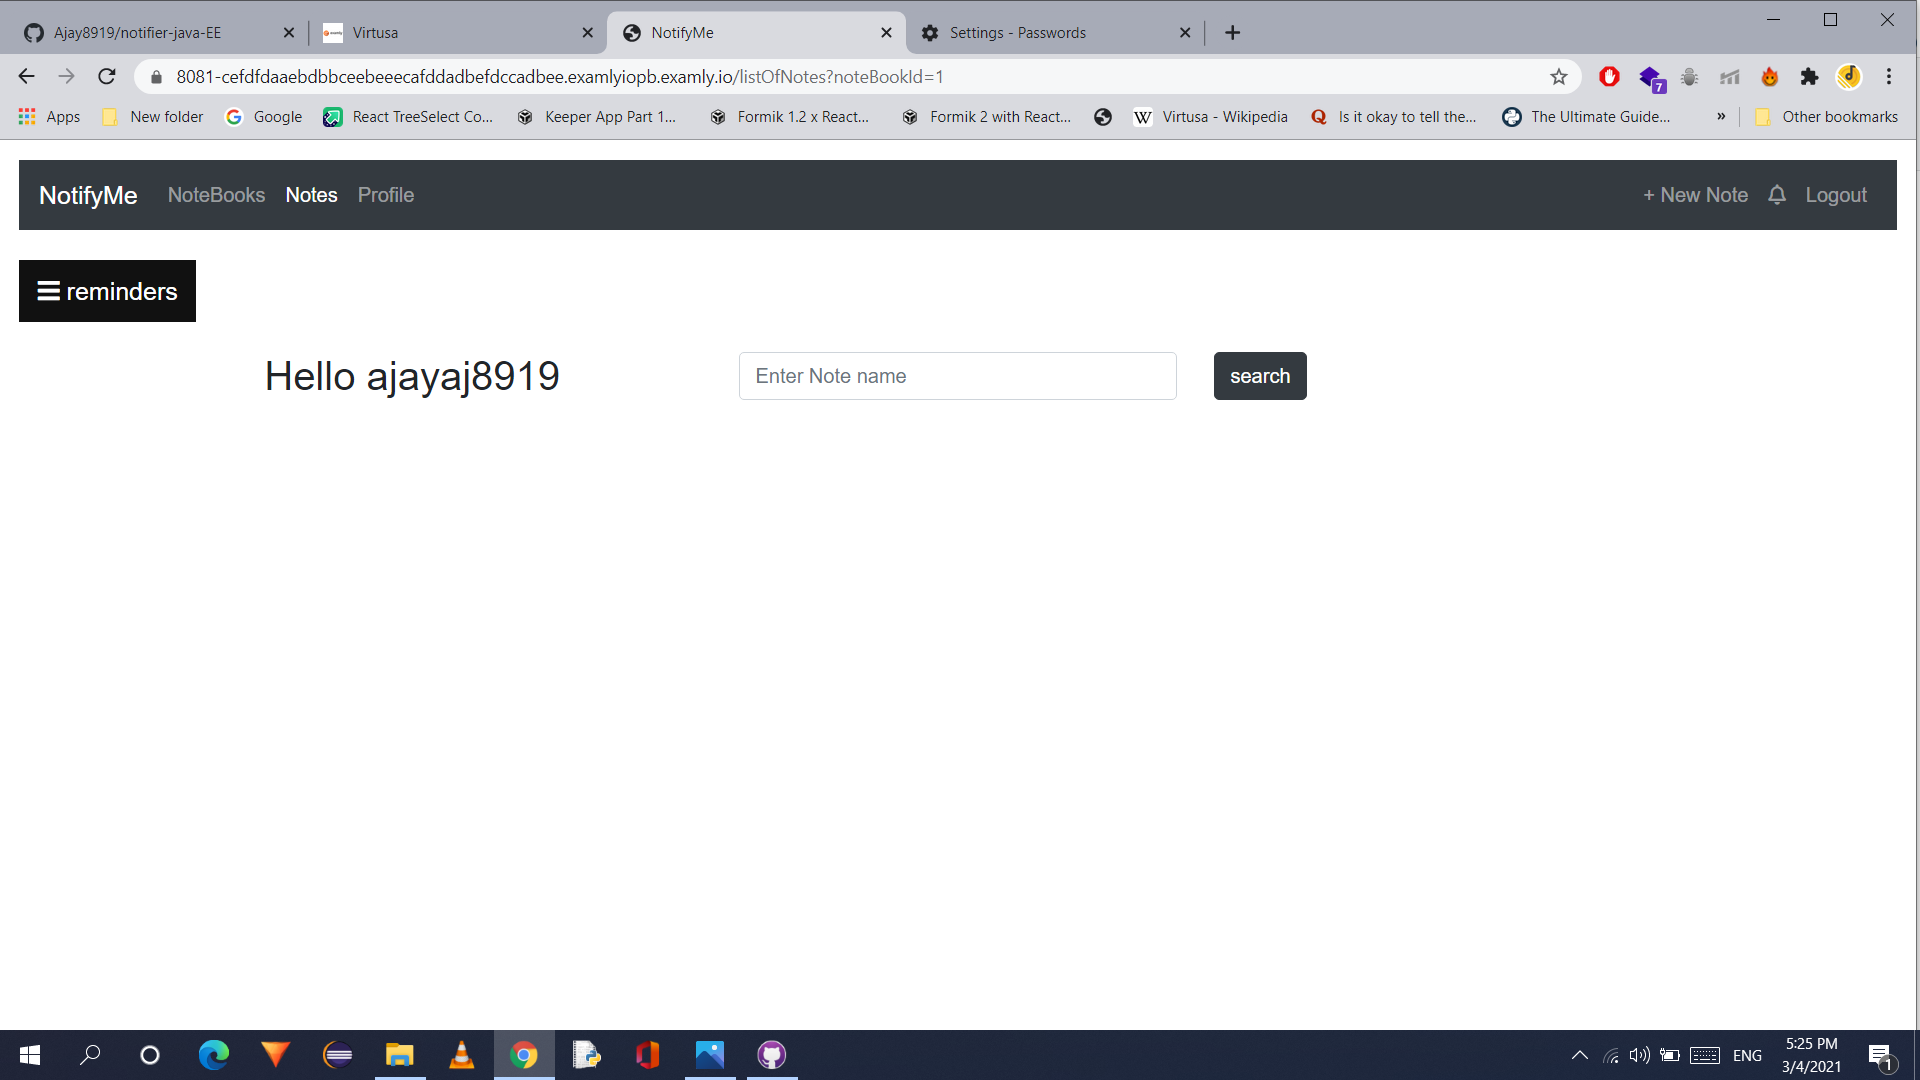 Ajay8919/notifier-java-EE
Virtusa
NotifyMe
Settings - Passwords
8081-cefdfdaaebdbbceebeeecafddadbefdccadbee.examlyiopb.examly.io/listOfNotes?noteBookId=1
7
Apps
New folder
Google
React TreeSelect Co...
Keeper App Part 1...
Formik 1.2 x React...
Formik 2 with React...
W Virtusa - Wikipedia
Is it okay to tell the...
The Ultimate Guide...
»
Other bookmarks
NotifyMe
NoteBooks
Notes
Profile
+ New Note
Logout
reminders
Hello ajayaj8919
Enter Note name
search
ENG
5:25 PM
3/4/2021
1